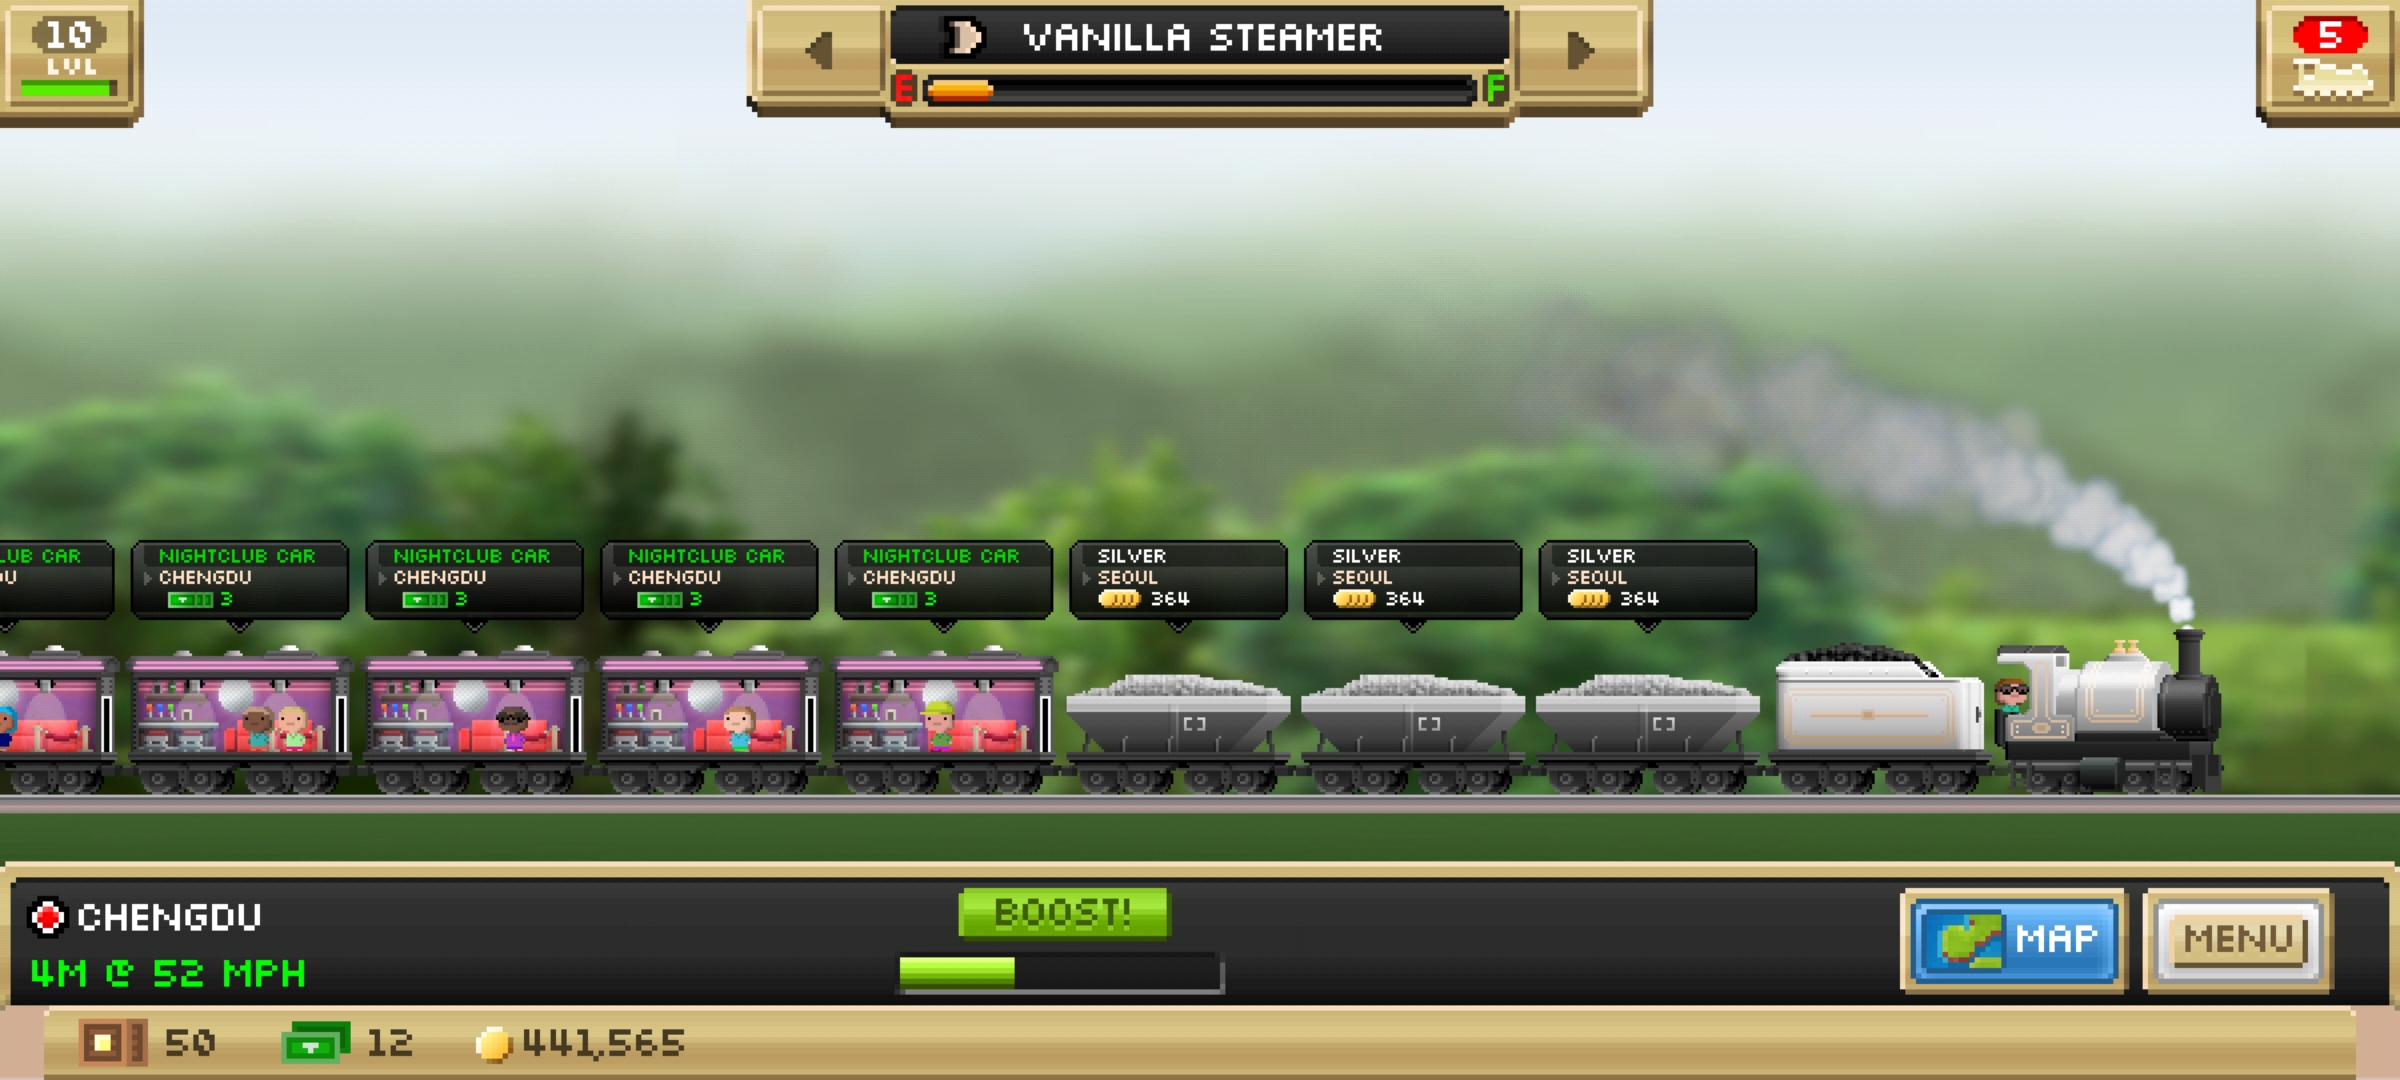 10
LVL
VANILLA STEAMER
E
F
5
LUB CAR
NIGHTCLUB CAR
CHENGDU
3
NIGHTCLUB CAR
CHENGDU
3
NIGHTCLUB CAR
CHENGDU
3
NIGHTCLUB CAR
CHENGDU
3
SILVER
SEOUL
364
SILVER
SEOUL
364
SILVER
SEOUL
364
CHENGDU
4M @ 52 MPH
BOOST!
MAP
MENU
50
12
441,565